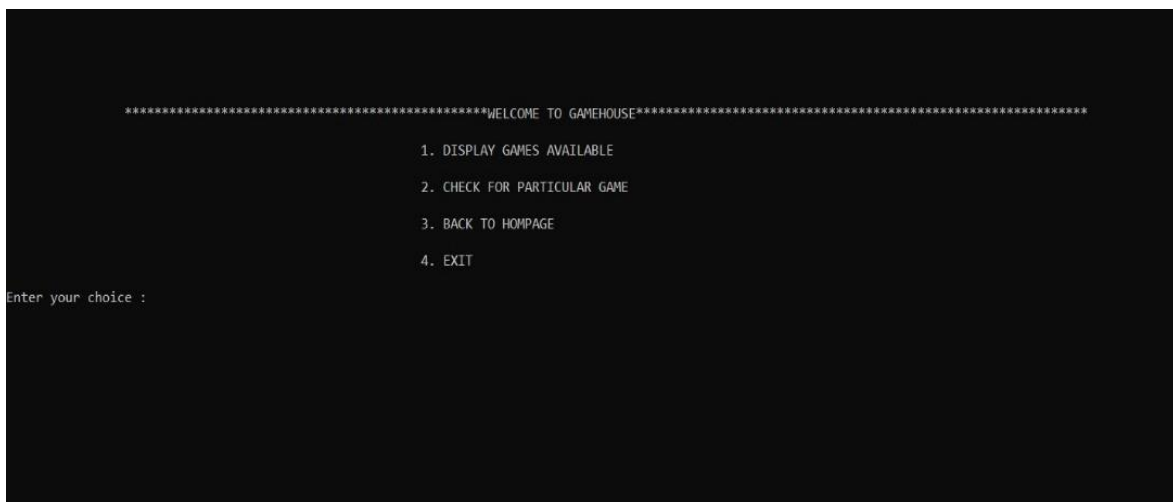 *************************************************WELCOME TO GAMEHOUSE*************************************************************
1. DISPLAY GAMES AVAILABLE
2. CHECK FOR PARTICULAR GAME
3. BACK TO HOMPAGE
4. EXIT
Enter your choice :